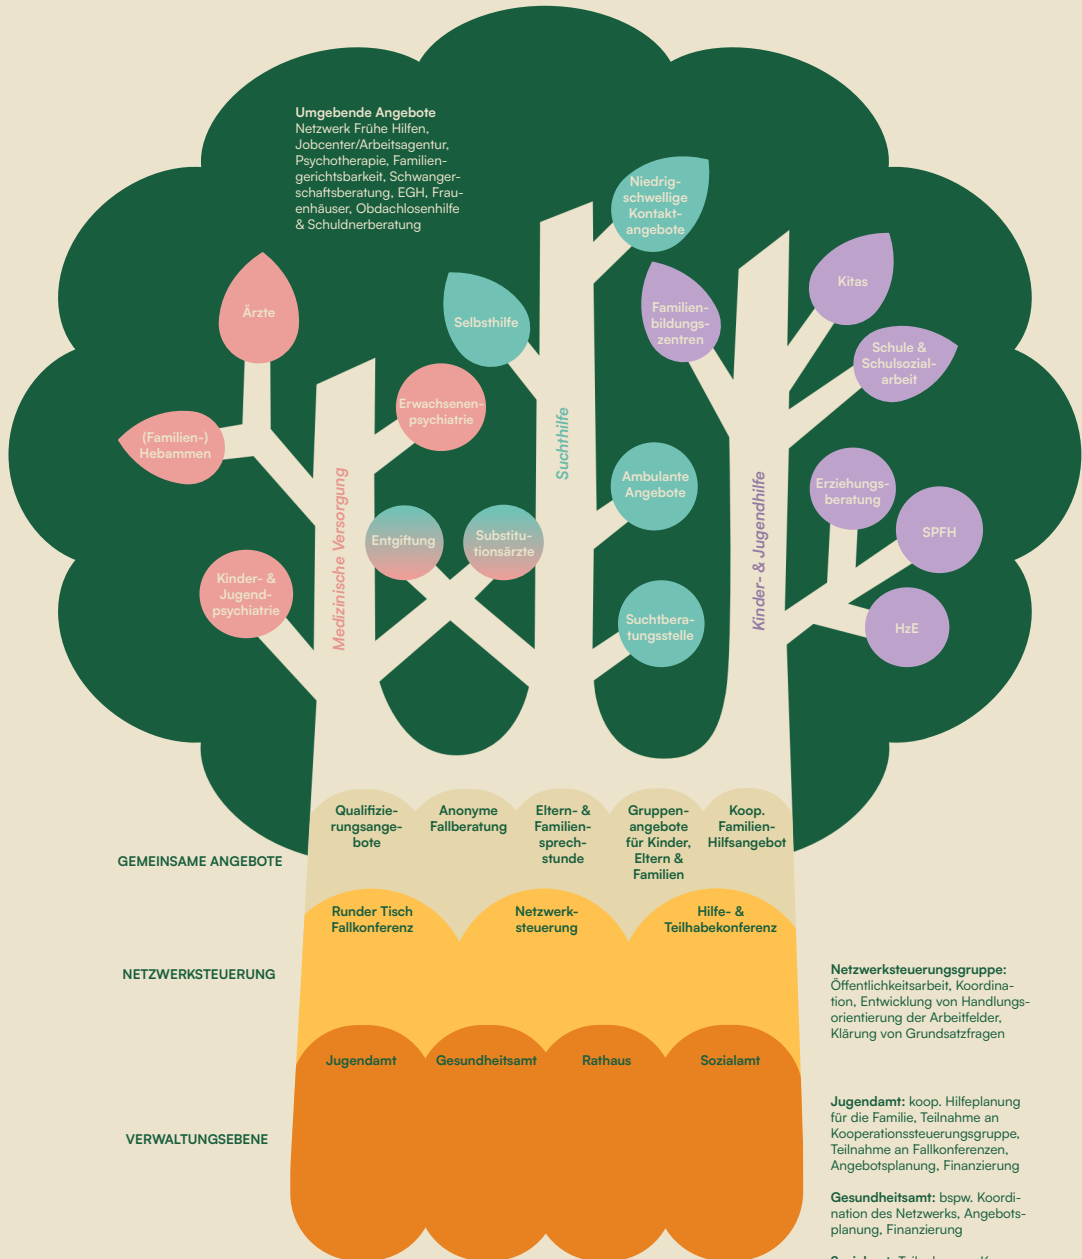 Umgebende Angebote
Netzwerk Frühe Hilfen,
Jobcenter/Arbeitsagentur,
Psychotherapie, Familien-
gerichtsbarkeit, Schwanger-
schaftsberatung, EGH, Frau-
enhäuser, Obdachlosenhilfe
& Schuldnerberatung
Niedrig-
schwellige
Kontakt-
angebote
Kitas
Ärzte
Selbsthilfe
Familien-
bildungs-
zentren
Schule &
Schulsozial-
arbeit
Erwachsenen-
psychiatrie
(Familien-)
Hebammen
Medizinische Versorgung
Suchthilfe
Kinder- & Jugendhilfe
Ambulante
Angebote
Erziehungs-
beratung
SPFH
Entgiftung
Substitu-
tionsärzte
Kinder- &
Jugend-
psychiatrie
Suchtbera-
tungsstelle
HzE
GEMEINSAME ANGEBOTE
Qualifizie-
rungsange-
bote
Anonyme
Fallberatung
Eltern- &
Familien-
sprech-
stunde
Gruppen-
angebote
für Kinder,
Eltern &
Familien
Koop.
Familien-
Hilfsangebot
NETZWERKSTEUERUNG
Runder Tisch
Fallkonferenz
Netzwerk-
steuerung
Hilfe- &
Teilhabekonferenz
Netzwerksteuerungsgruppe:
Öffentlichkeitsarbeit, Koordina-
tion, Entwicklung von Handlungs-
orientierung der Arbeitfelder,
Klärung von Grundsatzfragen
VERWALTUNGSEBENE
Jugendamt
Gesundheitsamt
Rathaus
Sozialamt
Jugendamt: koop. Hilfeplanung
für die Familie, Teilnahme an
Kooperationssteuerungsgruppe,
Teilnahme an Fallkonferenzen,
Angebotsplanung, Finanzierung
Gesundheitsamt: bspw. Koordi-
nation des Netzwerks, Angebots-
planung, Finanzierung